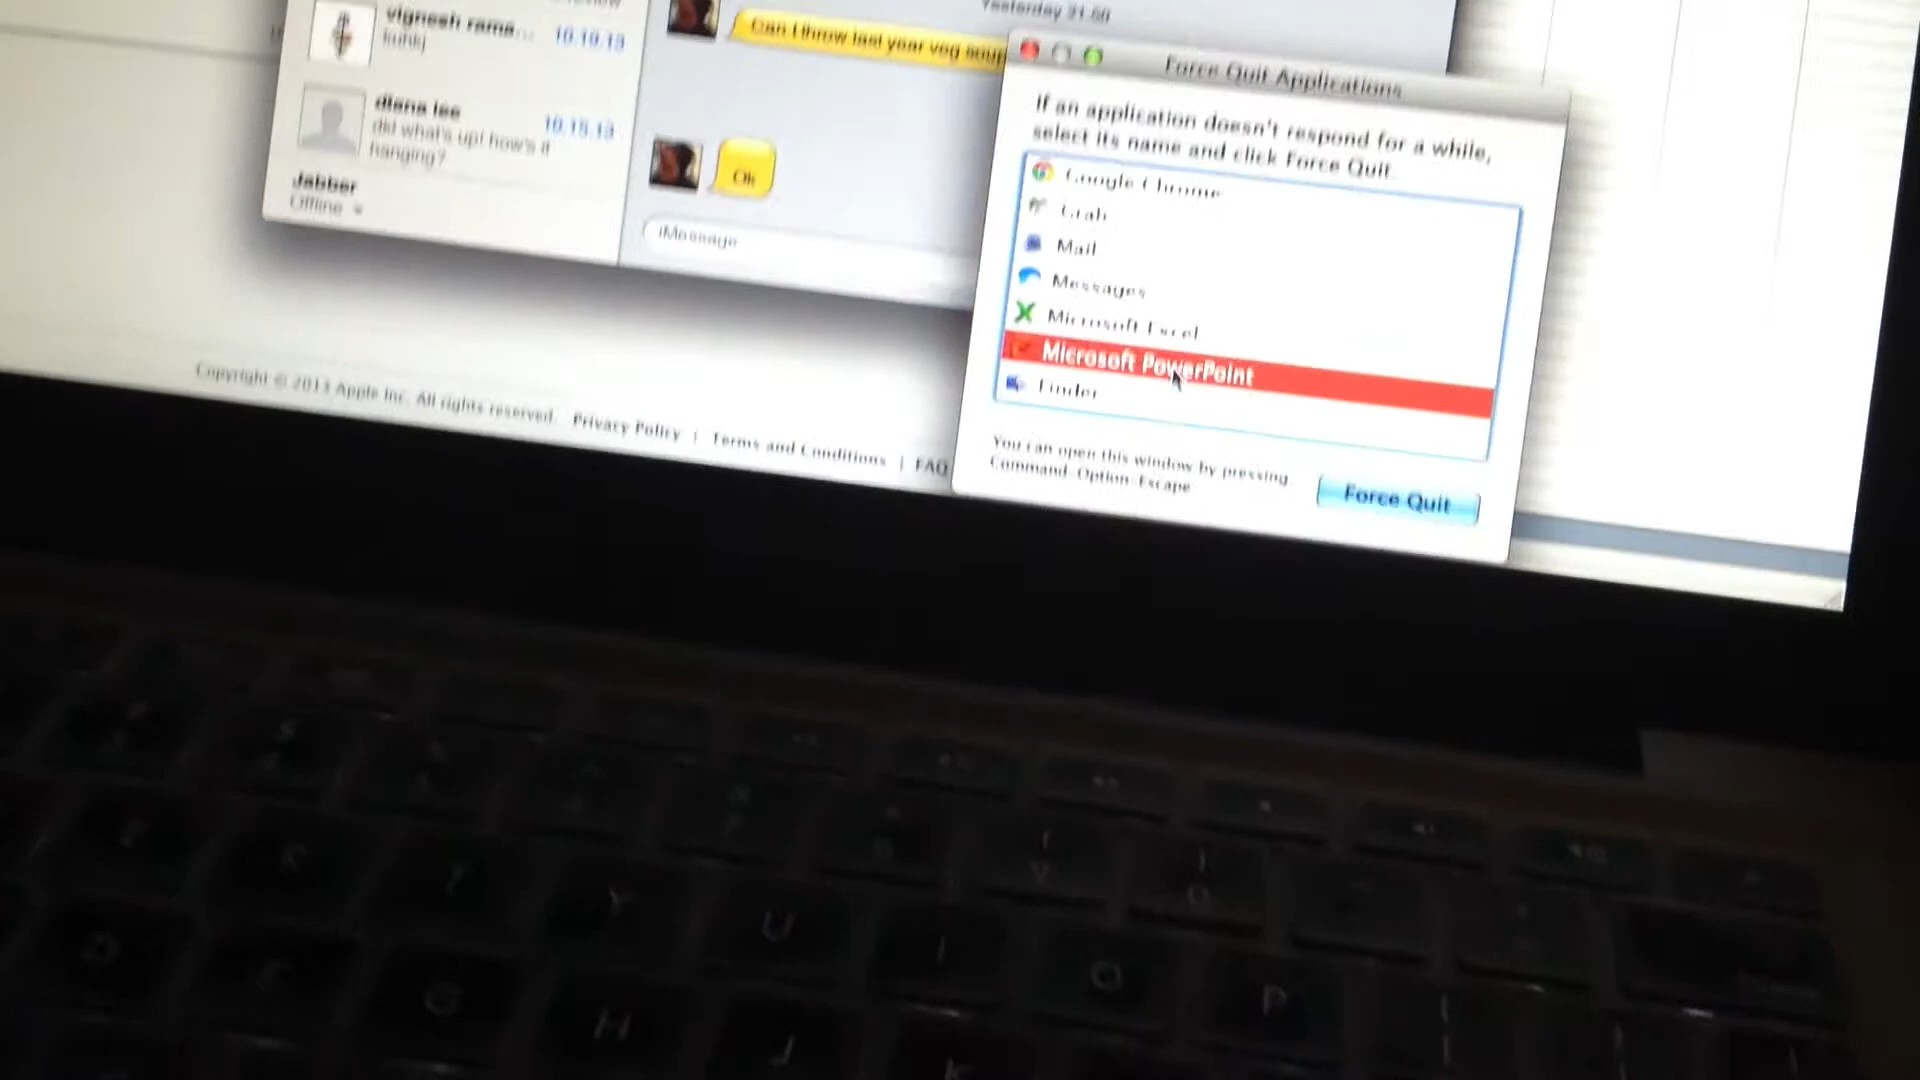 vignesh rama...
10.19.13
diana lee
did what's up! how's it
hanging?
10.15.13
Jabber
Offline
Yesterday 21:50
Can I throw last year veg soup
Ok
iMessage
Force Quit Applications
If an application doesn't respond for a while,
select its name and click Force Quit.
Google Chrome
Grab
Mail
Messages
Microsoft Excel
Microsoft PowerPoint
Finder
You can open this window by pressing
Command-Option-Escape
Force Quit
Copyright © 2013 Apple Inc. All rights reserved. Privacy Policy | Terms and Conditions | FAQ
Y U I O P
G H J K